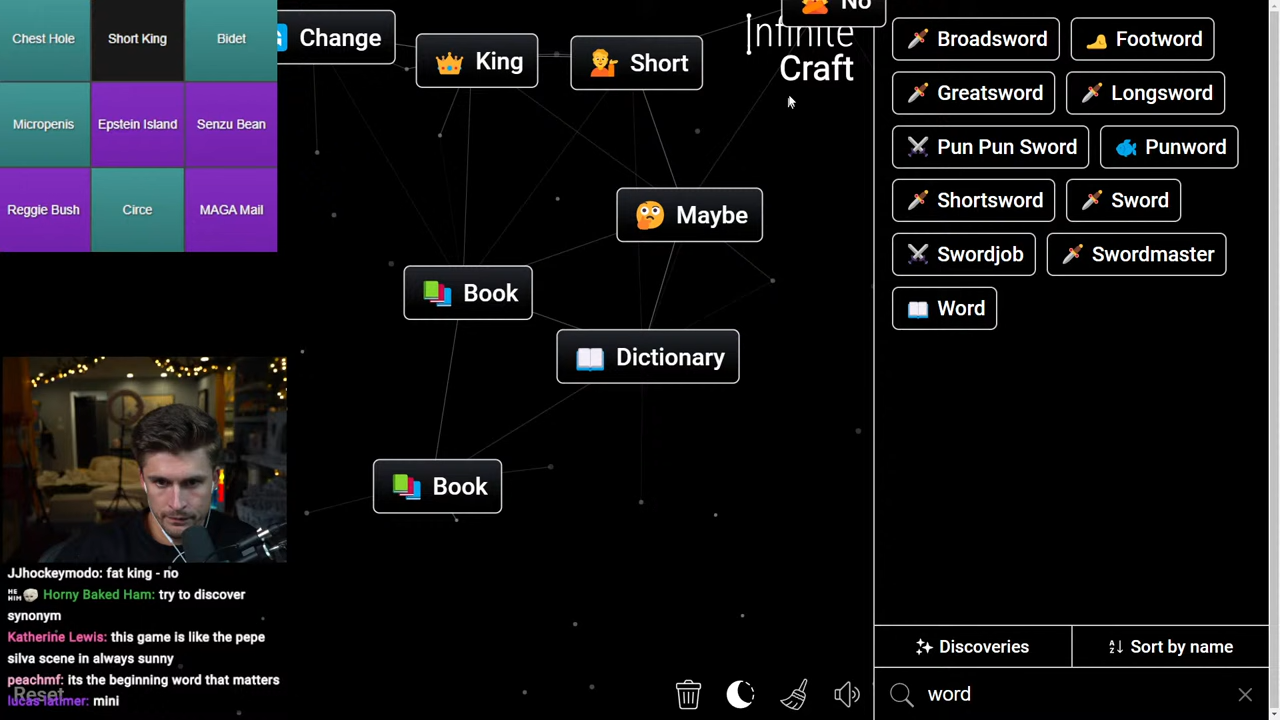 Chest Hole
Short King
Bidet
Micropenis
Epstein Island
Senzu Bean
Reggie Bush
Circe
MAGA Mail
Change
King
Short
No
Infinite
Craft
Maybe
Book
Dictionary
Book
Broadsword
Footword
Greatsword
Longsword
Pun Pun Sword
Punword
Shortsword
Sword
Swordjob
Swordmaster
Word
JJhockeymodo: fat king - no
HE HIM Horny Baked Ham: try to discover
synonym
Katherine Lewis: this game is like the pepe
silva scene in always sunny
peachmf: its the beginning word that matters
Reset
lucas latimer: mini
Discoveries
Sort by name
word